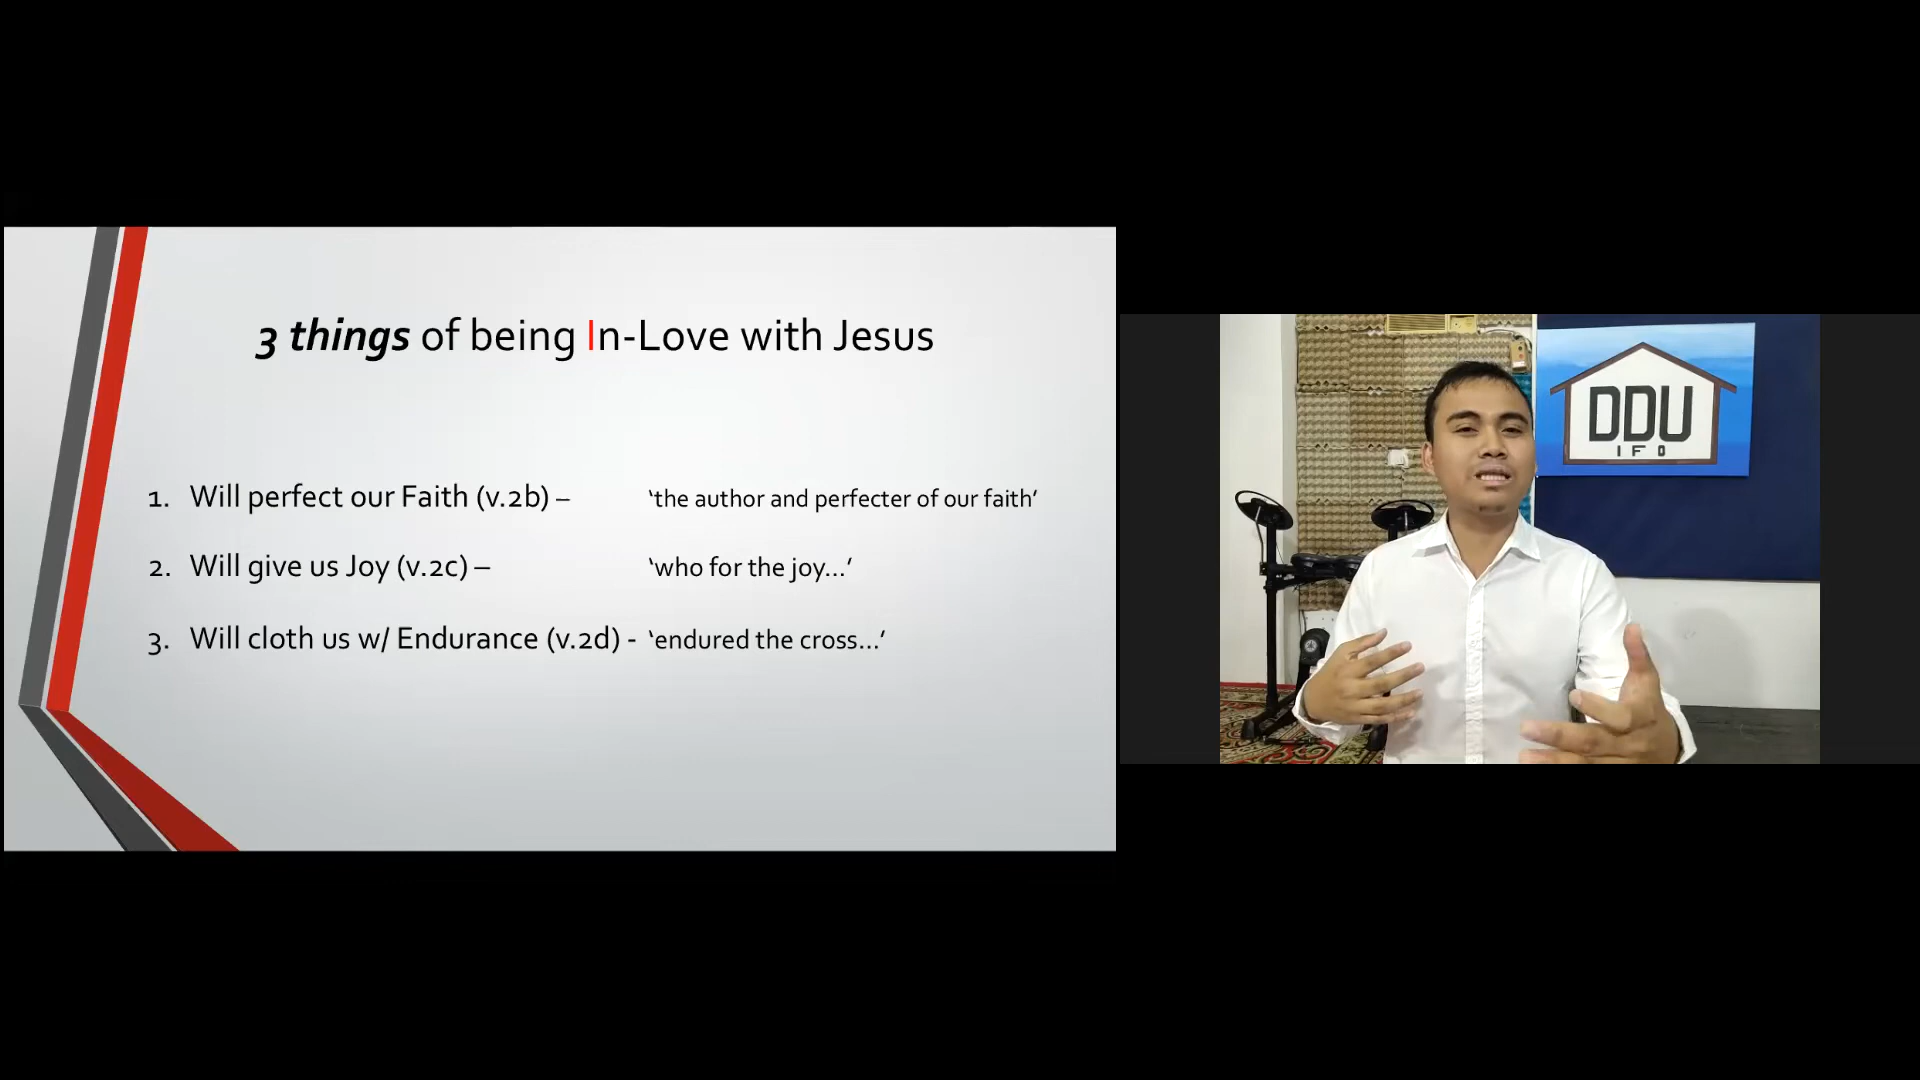 3 things of being In-Love with Jesus
1. Will perfect our Faith (v.2b) – ‘the author and perfecter of our faith’
2. Will give us Joy (v.2c) – ‘who for the joy...’
3. Will cloth us w/ Endurance (v.2d) - ‘endured the cross...’
DDU
IFO